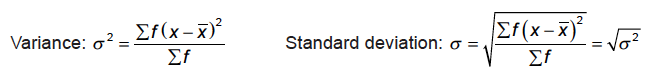 Variance: σ² = Σf(x – x̄)² / Σf Standard deviation: σ = √(Σf(x – x̄)² / Σf) = √σ²